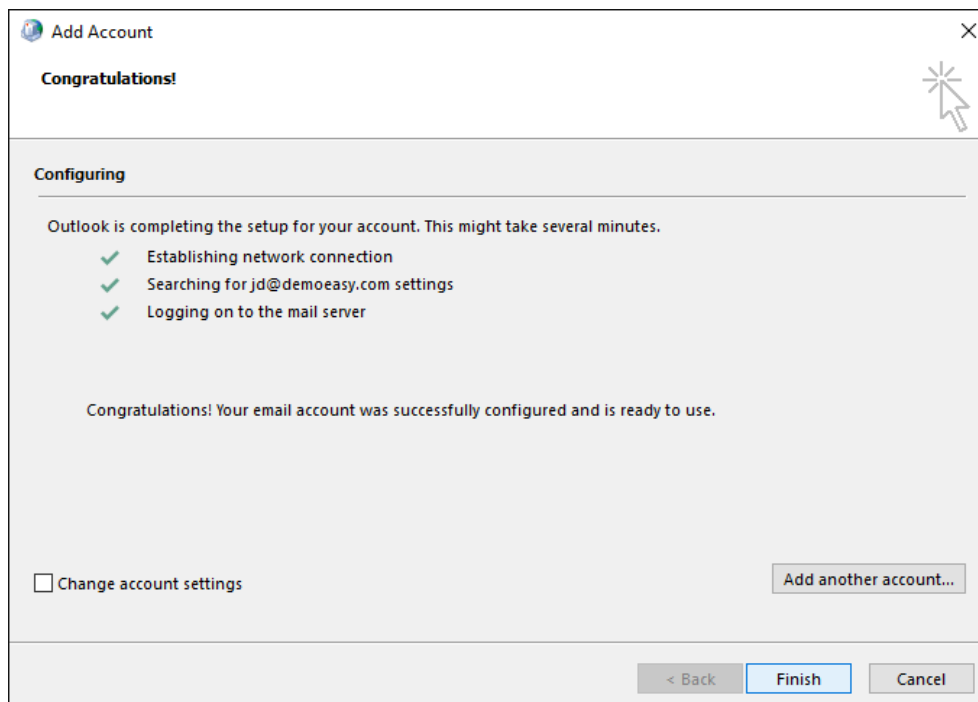 Add Account
Congratulations!
Configuring
Outlook is completing the setup for your account. This might take several minutes.
Establishing network connection
Searching for jd@demoeasy.com settings
Logging on to the mail server
Congratulations! Your email account was successfully configured and is ready to use.
Change account settings
Add another account...
< Back
Finish
Cancel